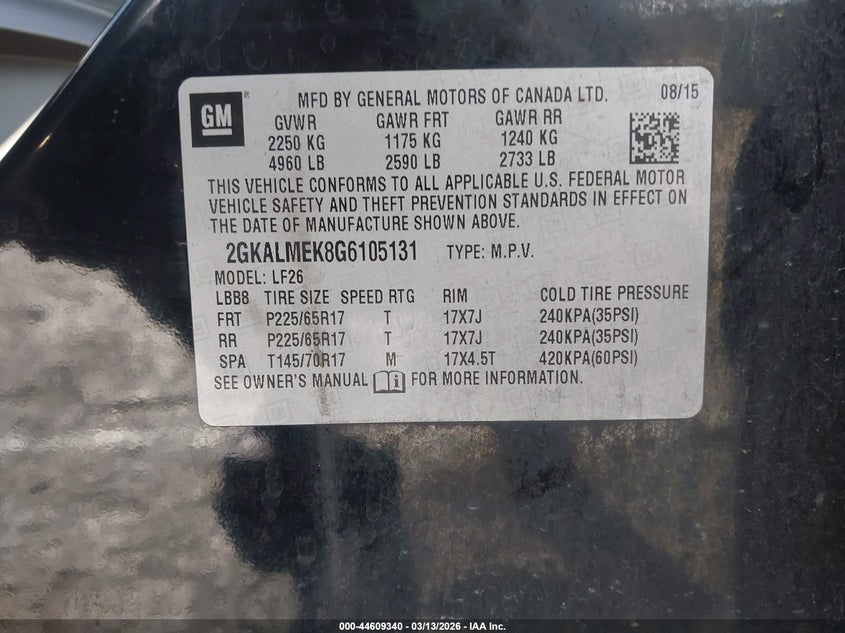 GM ® MFD BY GENERAL MOTORS OF CANADA LTD. 08/15
GVWR GAWR FRT GAWR RR
2250 KG 1175 KG 1240 KG
4960 LB 2590 LB 2733 LB
THIS VEHICLE CONFORMS TO ALL APPLICABLE U.S. FEDERAL MOTOR
VEHICLE SAFETY AND THEFT PREVENTION STANDARDS IN EFFECT ON
THE DATE OF MANUFACTURE SHOWN ABOVE.
2GKALMEK8G6105131 TYPE: M.P.V.
MODEL: LF26
LBB8 TIRE SIZE SPEED RTG RIM COLD TIRE PRESSURE
FRT P225/65R17 T 17X7J 240KPA(35PSI)
RR P225/65R17 T 17X7J 240KPA(35PSI)
SPA T145/70R17 M 17X4.5T 420KPA(60PSI)
SEE OWNER'S MANUAL i FOR MORE INFORMATION.
000-44609340 - 03/13/2026 - IAA Inc.